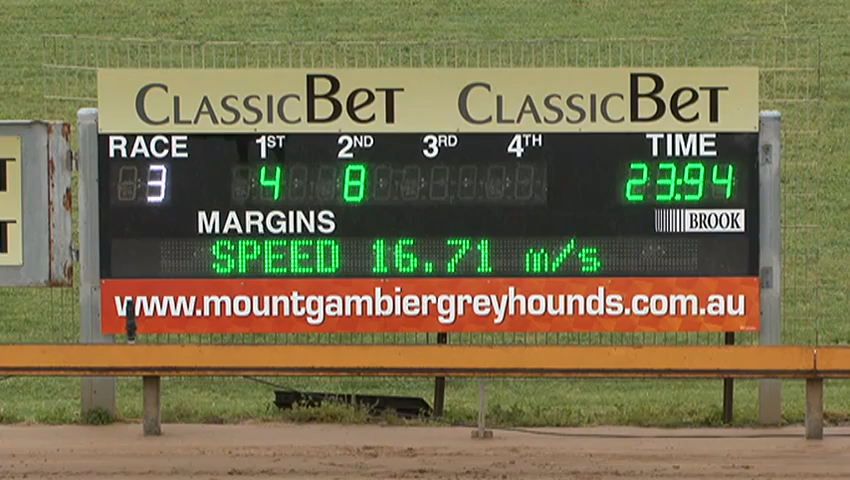 CLASSICBET CLASSICBET
RACE 1ST 2ND 3RD 4TH TIME
3 4 8 23:94
MARGINS BROOK
SPEED 16.71 m/s
www.mountgambiergreyhounds.com.au